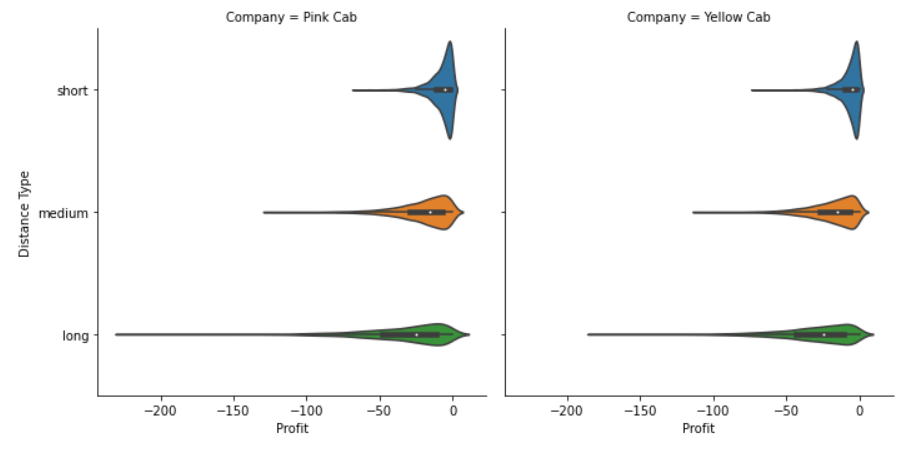 Company = Pink Cab
Company = Yellow Cab
Distance Type
short
medium
long
−200 −150 −100 −50 0
−200 −150 −100 −50 0
Profit
Profit